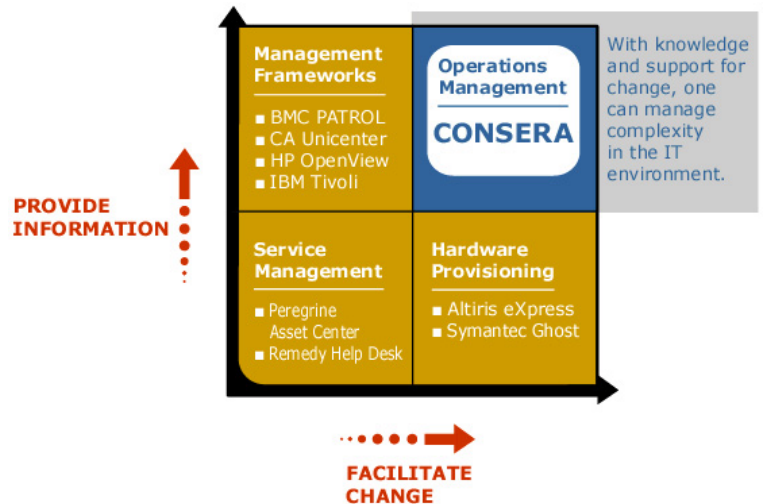 Management
Frameworks
■ BMC PATROL
■ CA Unicenter
■ HP OpenView
■ IBM Tivoli
Operations
Management
CONSERA
With knowledge
and support for
change, one
can manage
complexity
in the IT
environment.
PROVIDE
INFORMATION
Service
Management
■ Peregrine
Asset Center
■ Remedy Help Desk
Hardware
Provisioning
■ Altiris eXpress
■ Symantec Ghost
FACILITATE
CHANGE